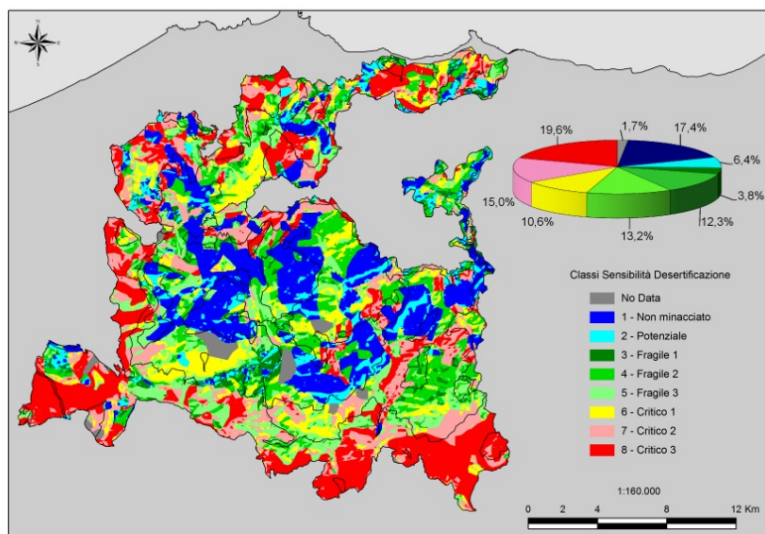 N
S
19,6%
1,7%
17,4%
6,4%
3,8%
12,3%
13,2%
10,6%
15,0%
Classi Sensibilità Desertificazione
No Data
1 - Non minacciato
2 - Potenziale
3 - Fragile 1
4 - Fragile 2
5 - Fragile 3
6 - Critico 1
7 - Critico 2
8 - Critico 3
1:160.000
0 4 8 12 Km